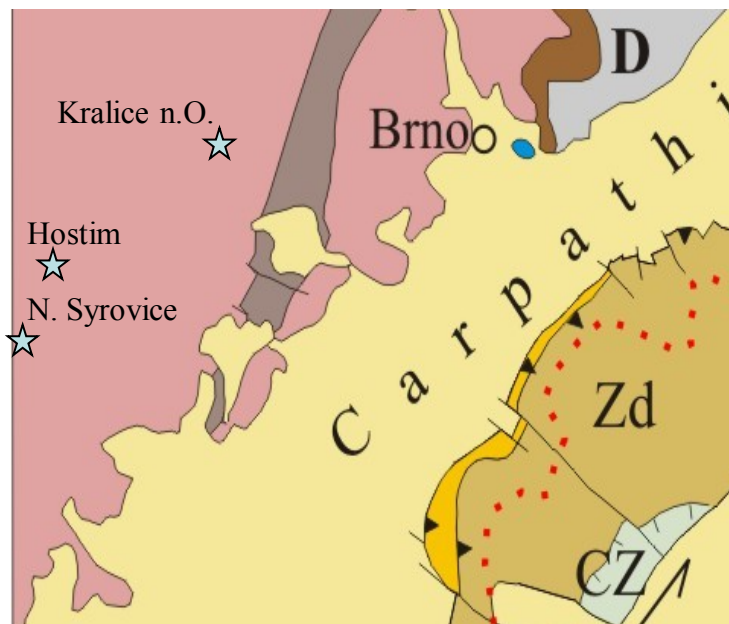 D
Kralice n.O.
Brno
Hostim
N. Syrovice
Carpathi
Zd
CZ